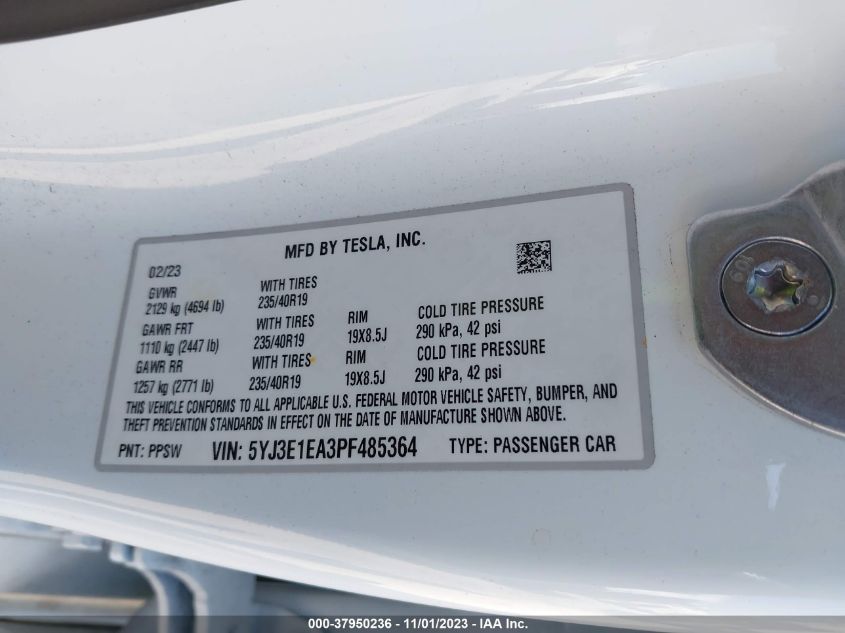 MFD BY TESLA, INC.
02/23
GVWR WITH TIRES
2129 kg (4694 lb) 235/40R19
GAWR FRT WITH TIRES RIM COLD TIRE PRESSURE
1110 kg (2447 lb) 235/40R19 19X8.5J 290 kPa, 42 psi
GAWR RR WITH TIRES RIM COLD TIRE PRESSURE
1257 kg (2771 lb) 235/40R19 19X8.5J 290 kPa, 42 psi
THIS VEHICLE CONFORMS TO ALL APPLICABLE U.S. FEDERAL MOTOR VEHICLE SAFETY, BUMPER, AND
THEFT PREVENTION STANDARDS IN EFFECT ON THE DATE OF MANUFACTURE SHOWN ABOVE.
PNT: PPSW VIN: 5YJ3E1EA3PF485364 TYPE: PASSENGER CAR
000-37950236 - 11/01/2023 - IAA Inc.